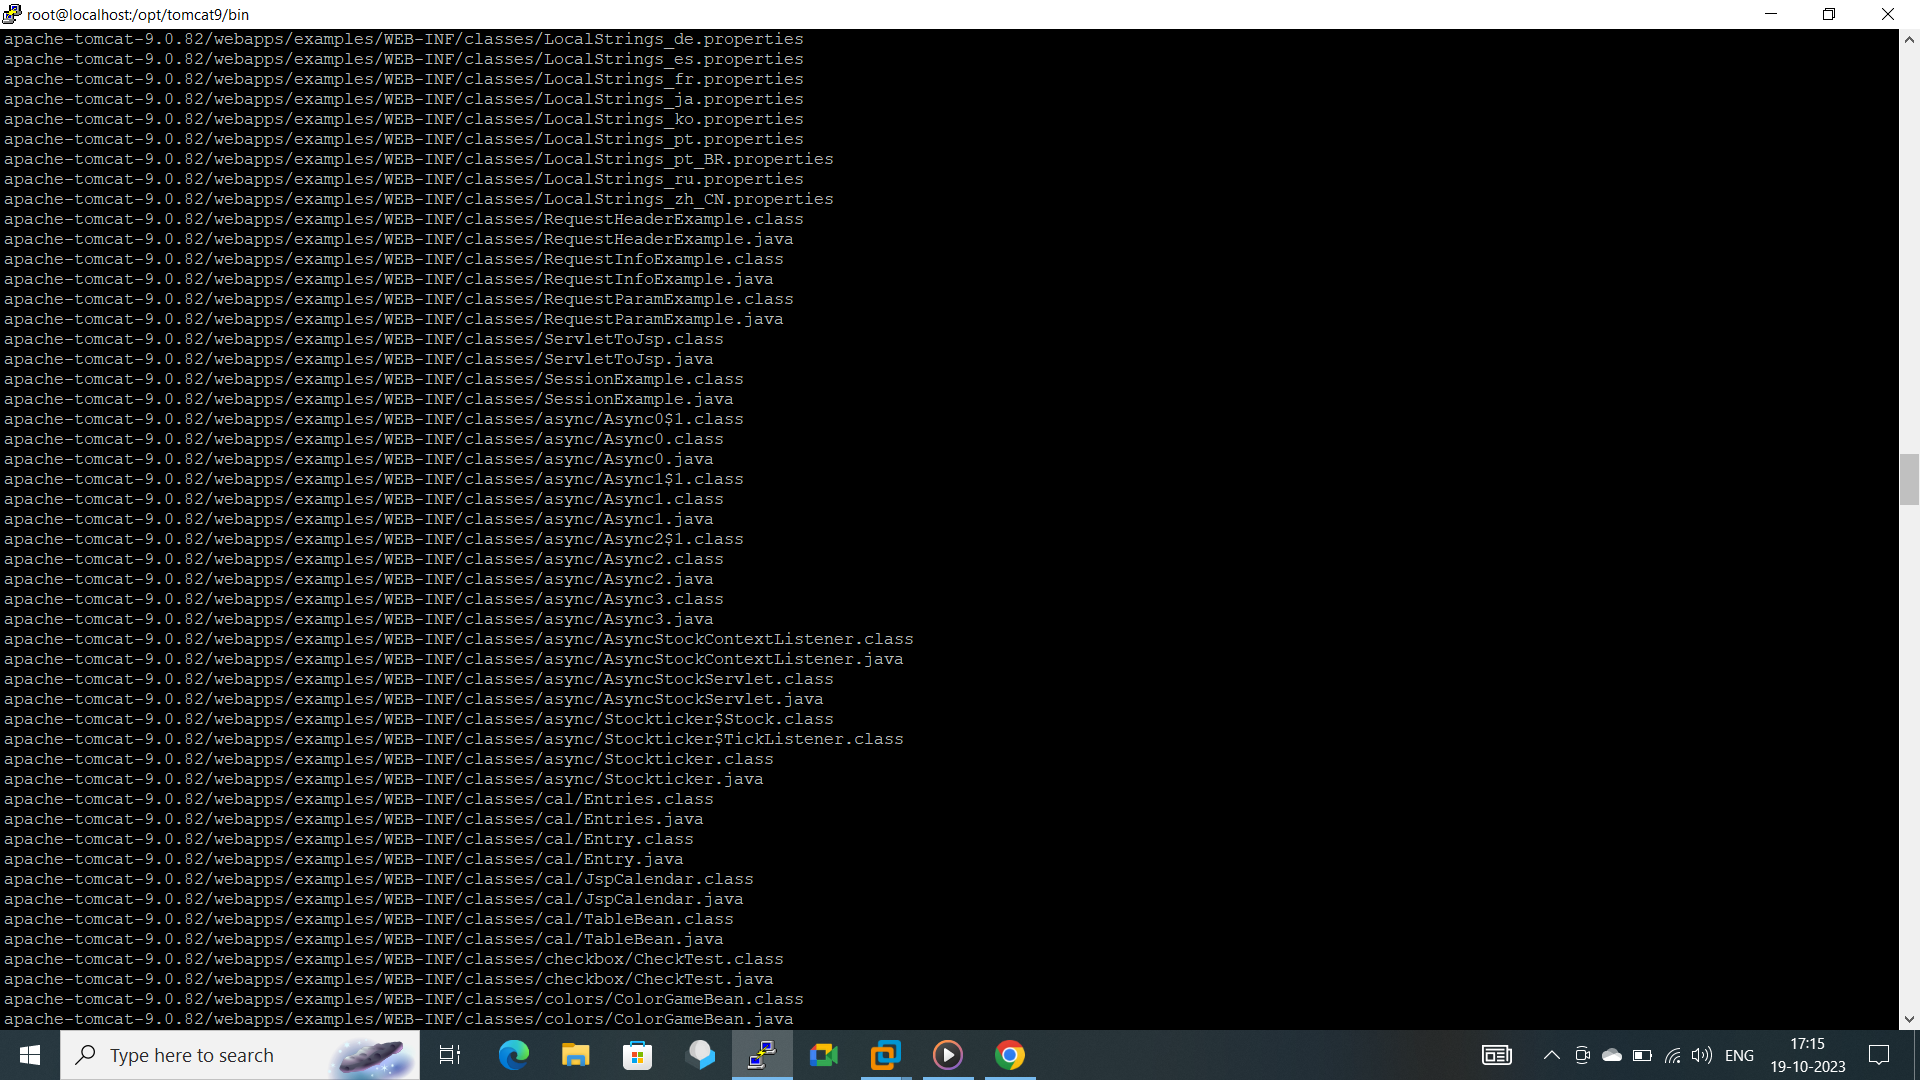 root@localhost:/opt/tomcat9/bin
apache-tomcat-9.0.82/webapps/examples/WEB-INF/classes/LocalStrings_de.properties
apache-tomcat-9.0.82/webapps/examples/WEB-INF/classes/LocalStrings_es.properties
apache-tomcat-9.0.82/webapps/examples/WEB-INF/classes/LocalStrings_fr.properties
apache-tomcat-9.0.82/webapps/examples/WEB-INF/classes/LocalStrings_ja.properties
apache-tomcat-9.0.82/webapps/examples/WEB-INF/classes/LocalStrings_ko.properties
apache-tomcat-9.0.82/webapps/examples/WEB-INF/classes/LocalStrings_pt.properties
apache-tomcat-9.0.82/webapps/examples/WEB-INF/classes/LocalStrings_pt_BR.properties
apache-tomcat-9.0.82/webapps/examples/WEB-INF/classes/LocalStrings_ru.properties
apache-tomcat-9.0.82/webapps/examples/WEB-INF/classes/LocalStrings_zh_CN.properties
apache-tomcat-9.0.82/webapps/examples/WEB-INF/classes/RequestHeaderExample.class
apache-tomcat-9.0.82/webapps/examples/WEB-INF/classes/RequestHeaderExample.java
apache-tomcat-9.0.82/webapps/examples/WEB-INF/classes/RequestInfoExample.class
apache-tomcat-9.0.82/webapps/examples/WEB-INF/classes/RequestInfoExample.java
apache-tomcat-9.0.82/webapps/examples/WEB-INF/classes/RequestParamExample.class
apache-tomcat-9.0.82/webapps/examples/WEB-INF/classes/RequestParamExample.java
apache-tomcat-9.0.82/webapps/examples/WEB-INF/classes/ServletToJsp.class
apache-tomcat-9.0.82/webapps/examples/WEB-INF/classes/ServletToJsp.java
apache-tomcat-9.0.82/webapps/examples/WEB-INF/classes/SessionExample.class
apache-tomcat-9.0.82/webapps/examples/WEB-INF/classes/SessionExample.java
apache-tomcat-9.0.82/webapps/examples/WEB-INF/classes/async/Async0$1.class
apache-tomcat-9.0.82/webapps/examples/WEB-INF/classes/async/Async0.class
apache-tomcat-9.0.82/webapps/examples/WEB-INF/classes/async/Async0.java
apache-tomcat-9.0.82/webapps/examples/WEB-INF/classes/async/Async1$1.class
apache-tomcat-9.0.82/webapps/examples/WEB-INF/classes/async/Async1.class
apache-tomcat-9.0.82/webapps/examples/WEB-INF/classes/async/Async1.java
apache-tomcat-9.0.82/webapps/examples/WEB-INF/classes/async/Async2$1.class
apache-tomcat-9.0.82/webapps/examples/WEB-INF/classes/async/Async2.class
apache-tomcat-9.0.82/webapps/examples/WEB-INF/classes/async/Async2.java
apache-tomcat-9.0.82/webapps/examples/WEB-INF/classes/async/Async3.class
apache-tomcat-9.0.82/webapps/examples/WEB-INF/classes/async/Async3.java
apache-tomcat-9.0.82/webapps/examples/WEB-INF/classes/async/AsyncStockContextListener.class
apache-tomcat-9.0.82/webapps/examples/WEB-INF/classes/async/AsyncStockContextListener.java
apache-tomcat-9.0.82/webapps/examples/WEB-INF/classes/async/AsyncStockServlet.class
apache-tomcat-9.0.82/webapps/examples/WEB-INF/classes/async/AsyncStockServlet.java
apache-tomcat-9.0.82/webapps/examples/WEB-INF/classes/async/Stockticker$Stock.class
apache-tomcat-9.0.82/webapps/examples/WEB-INF/classes/async/Stockticker$TickListener.class
apache-tomcat-9.0.82/webapps/examples/WEB-INF/classes/async/Stockticker.class
apache-tomcat-9.0.82/webapps/examples/WEB-INF/classes/async/Stockticker.java
apache-tomcat-9.0.82/webapps/examples/WEB-INF/classes/cal/Entries.class
apache-tomcat-9.0.82/webapps/examples/WEB-INF/classes/cal/Entries.java
apache-tomcat-9.0.82/webapps/examples/WEB-INF/classes/cal/Entry.class
apache-tomcat-9.0.82/webapps/examples/WEB-INF/classes/cal/Entry.java
apache-tomcat-9.0.82/webapps/examples/WEB-INF/classes/cal/JspCalendar.class
apache-tomcat-9.0.82/webapps/examples/WEB-INF/classes/cal/JspCalendar.java
apache-tomcat-9.0.82/webapps/examples/WEB-INF/classes/cal/TableBean.class
apache-tomcat-9.0.82/webapps/examples/WEB-INF/classes/cal/TableBean.java
apache-tomcat-9.0.82/webapps/examples/WEB-INF/classes/checkbox/CheckTest.class
apache-tomcat-9.0.82/webapps/examples/WEB-INF/classes/checkbox/CheckTest.java
apache-tomcat-9.0.82/webapps/examples/WEB-INF/classes/colors/ColorGameBean.class
apache-tomcat-9.0.82/webapps/examples/WEB-INF/classes/colors/ColorGameBean.java
Type here to search
ENG
17:15
19-10-2023